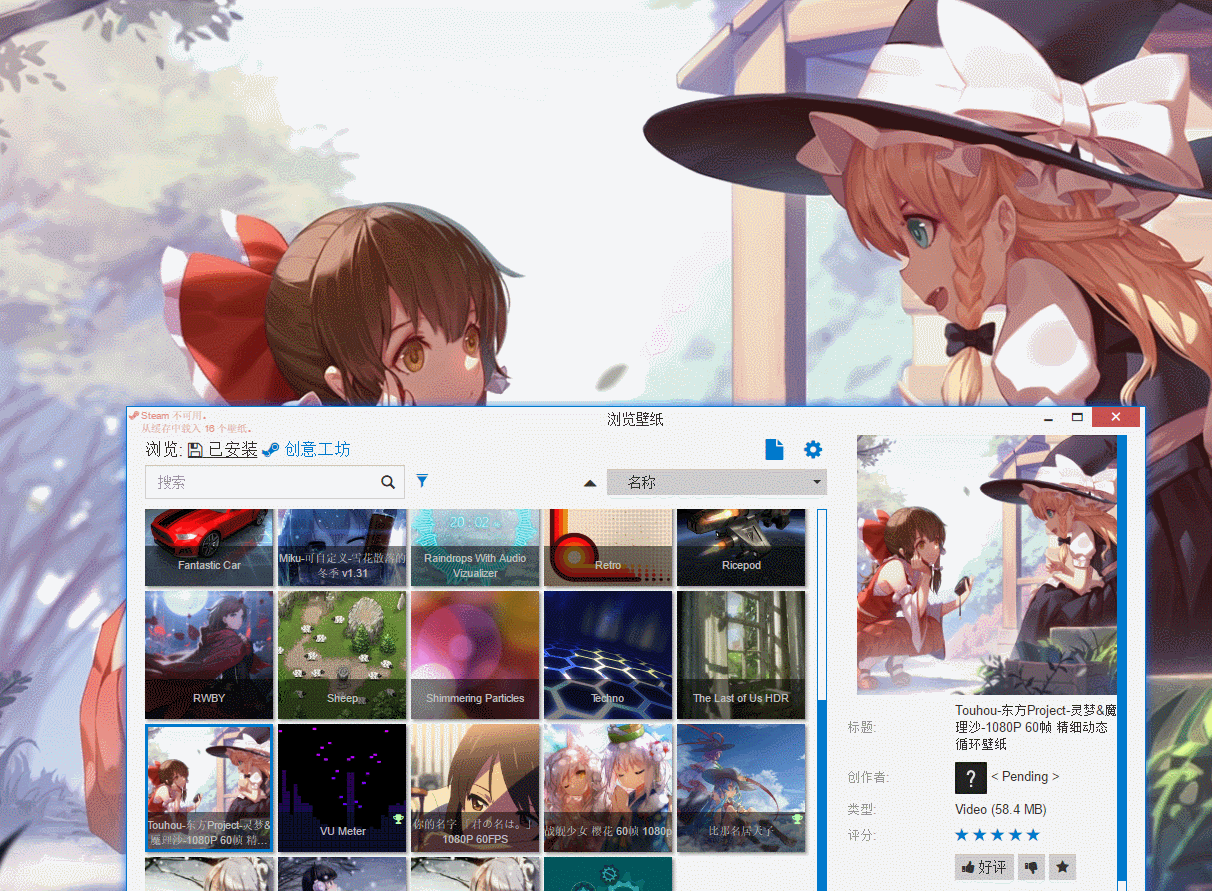 Steam 不可用。
从缓存中载入 16 个壁纸。
浏览壁纸
浏览: 已安装 创意工坊
搜索
名称
Fantastic Car
Miku-可自定义-雪花散落的
冬季 v1.31
20:02
Raindrops With Audio
Vizualizer
Retro
Ricepod
RWBY
Sheep
Shimmering Particles
Techno
The Last of Us HDR
Touhou-东方Project-灵梦&
魔理沙-1080P 60帧 精...
VU Meter
你的名字 『君の名は。』
1080P 60FPS
战舰少女 樱花 60帧 1080p
比那名居天子
标题:
Touhou-东方Project-灵梦&魔
理沙-1080P 60帧 精细动态
循环壁纸
创作者:
?
< Pending >
类型:
Video (58.4 MB)
评分:
好评